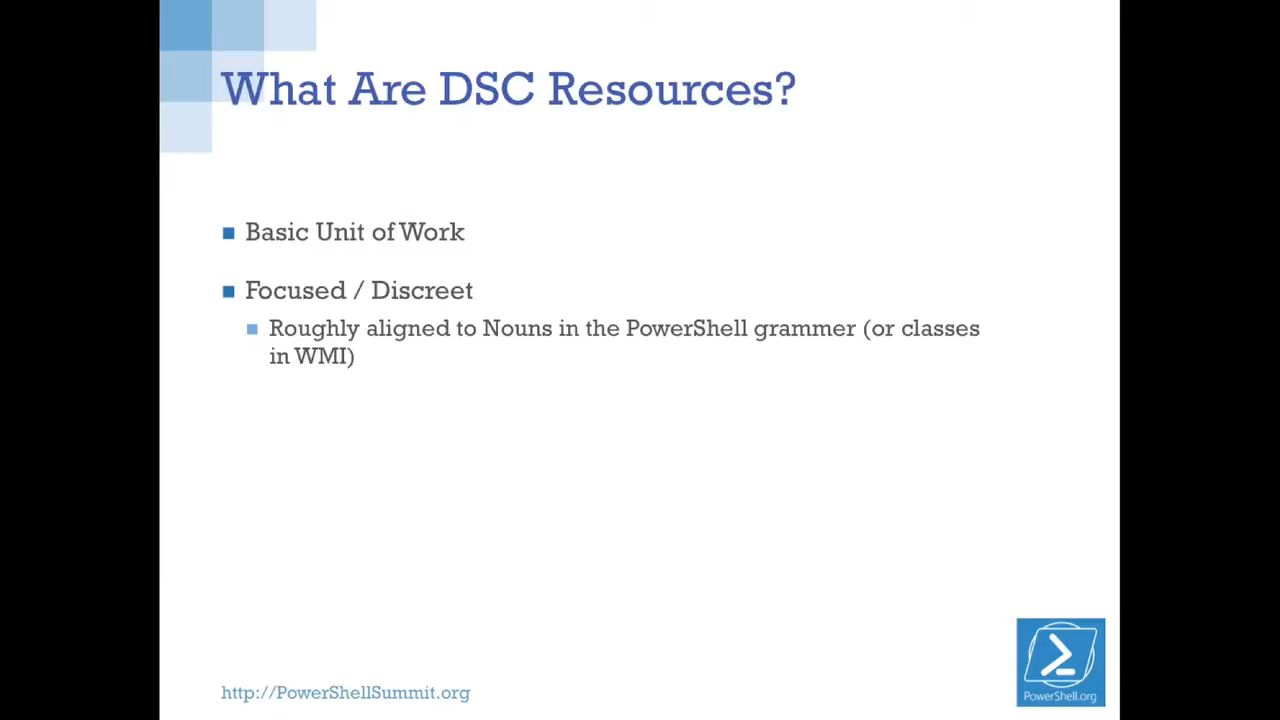 What Are DSC Resources?
Basic Unit of Work
Focused / Discreet
Roughly aligned to Nouns in the PowerShell grammer (or classes
in WMI)
http://PowerShellSummit.org
PowerShell.org